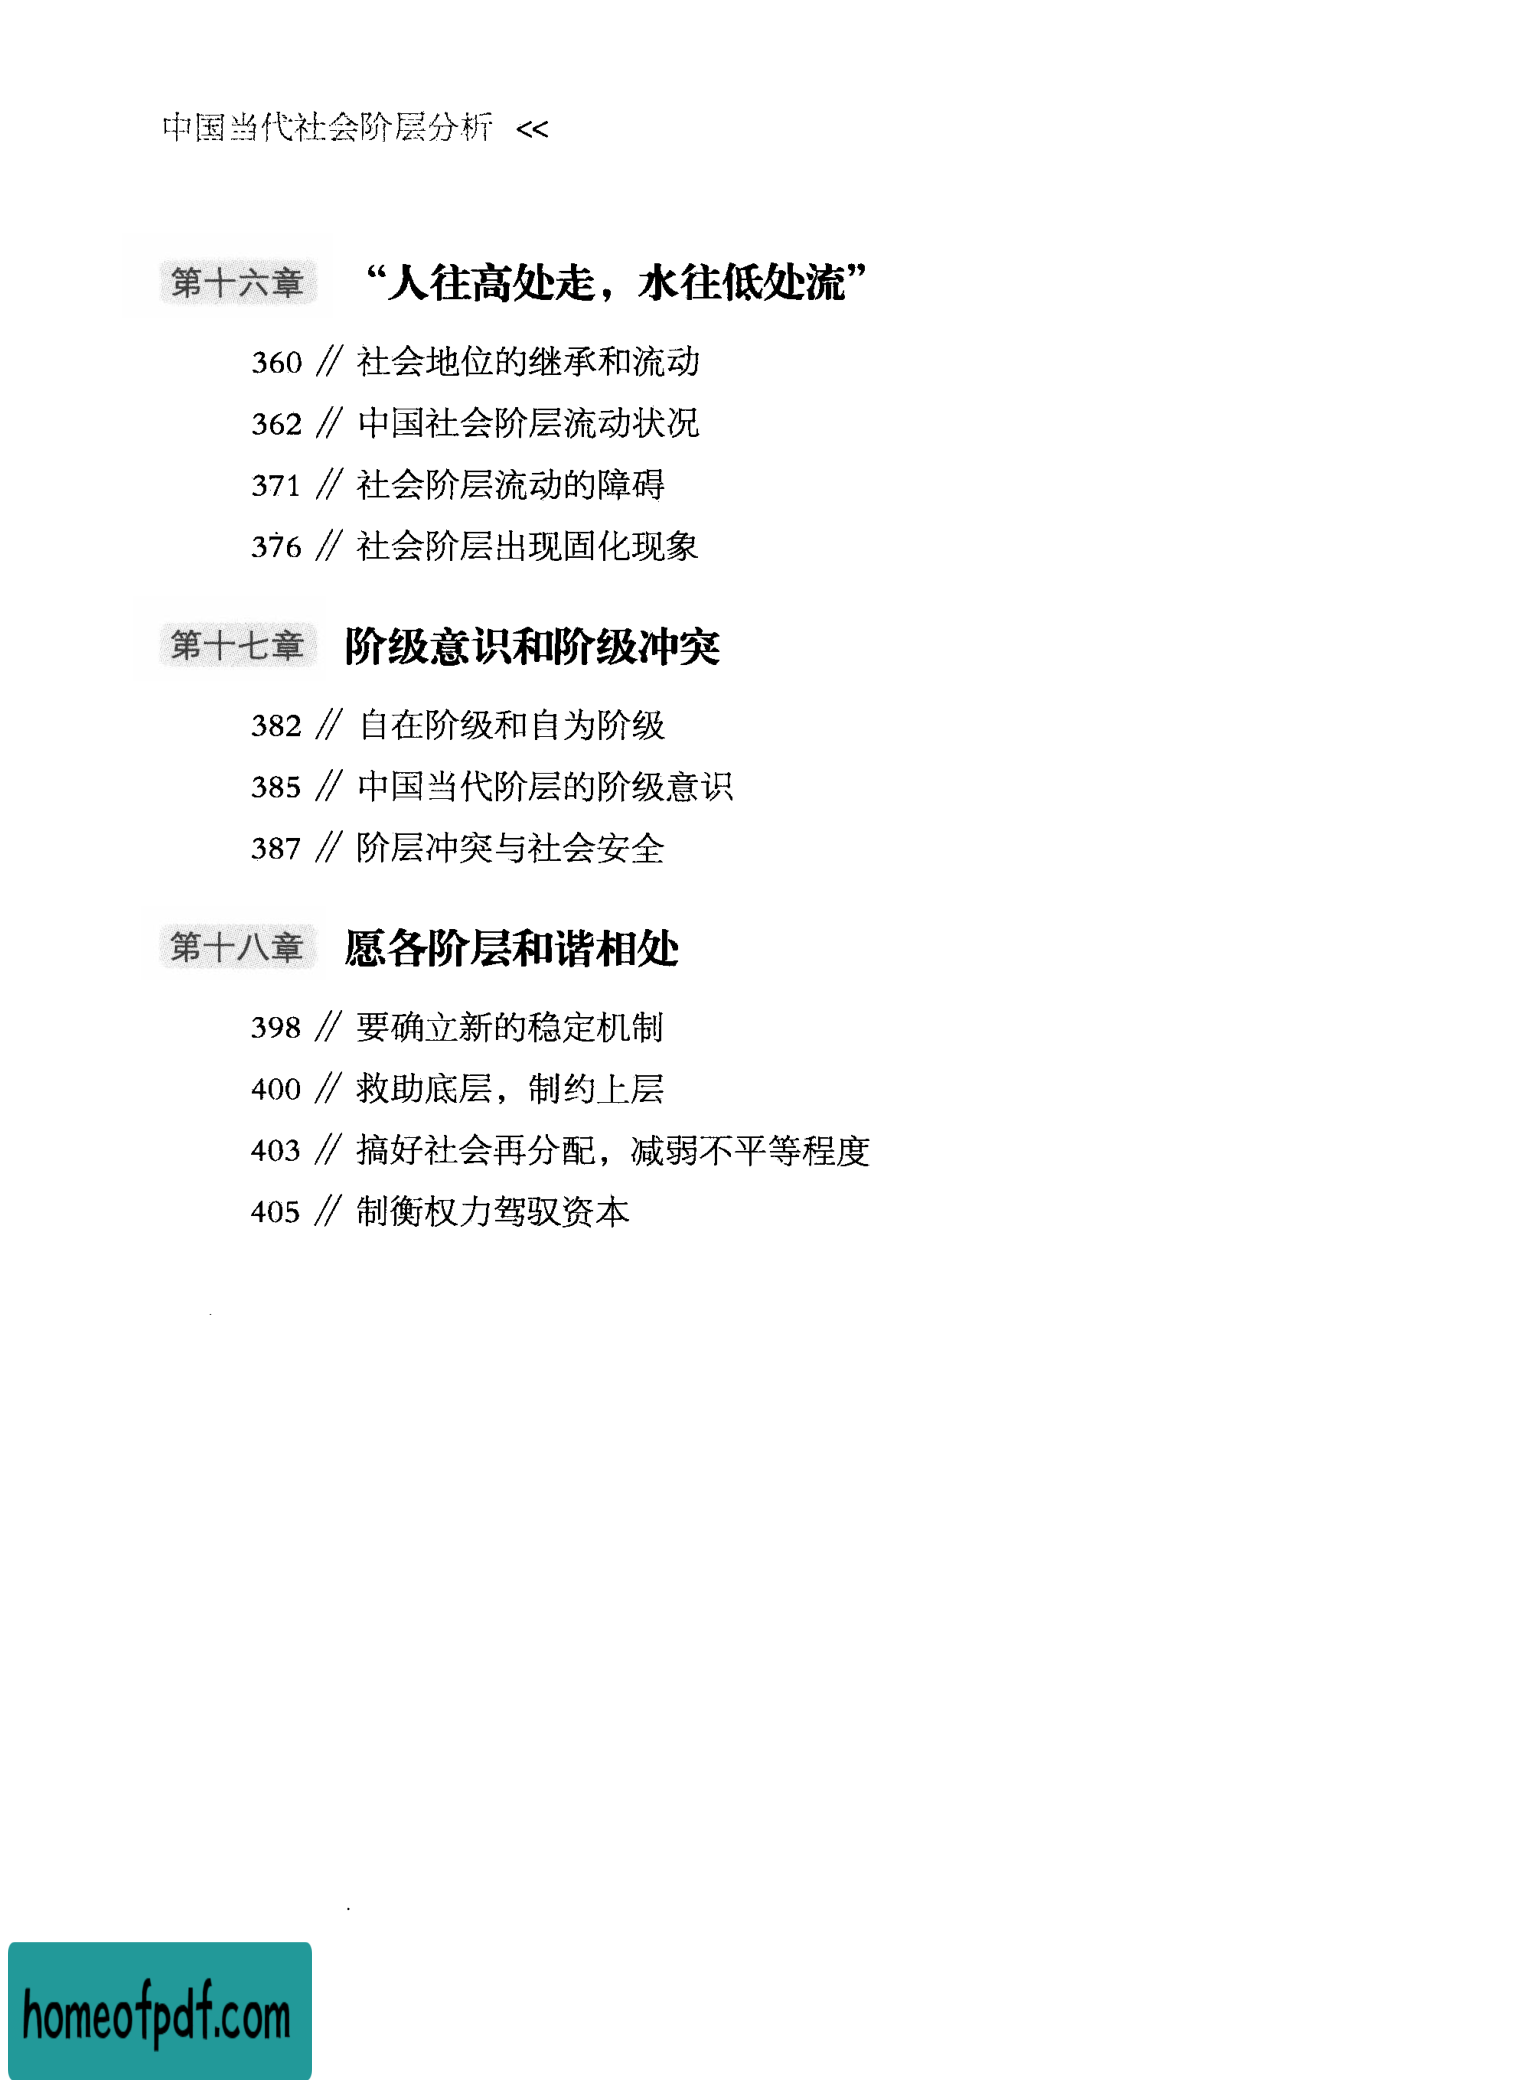 中国当代社会阶层分析 <<
第十六章 “人往高处走，水往低处流”
360 // 社会地位的继承和流动
362 // 中国社会阶层流动状况
371 // 社会阶层流动的障碍
376 // 社会阶层出现固化现象
第十七章 阶级意识和阶级冲突
382 // 自在阶级和自为阶级
385 // 中国当代阶层的阶级意识
387 // 阶层冲突与社会安全
第十八章 愿各阶层和谐相处
398 // 要确立新的稳定机制
400 // 救助底层，制约上层
403 // 搞好社会再分配，减弱不平等程度
405 // 制衡权力驾驭资本
homeofpdf.com